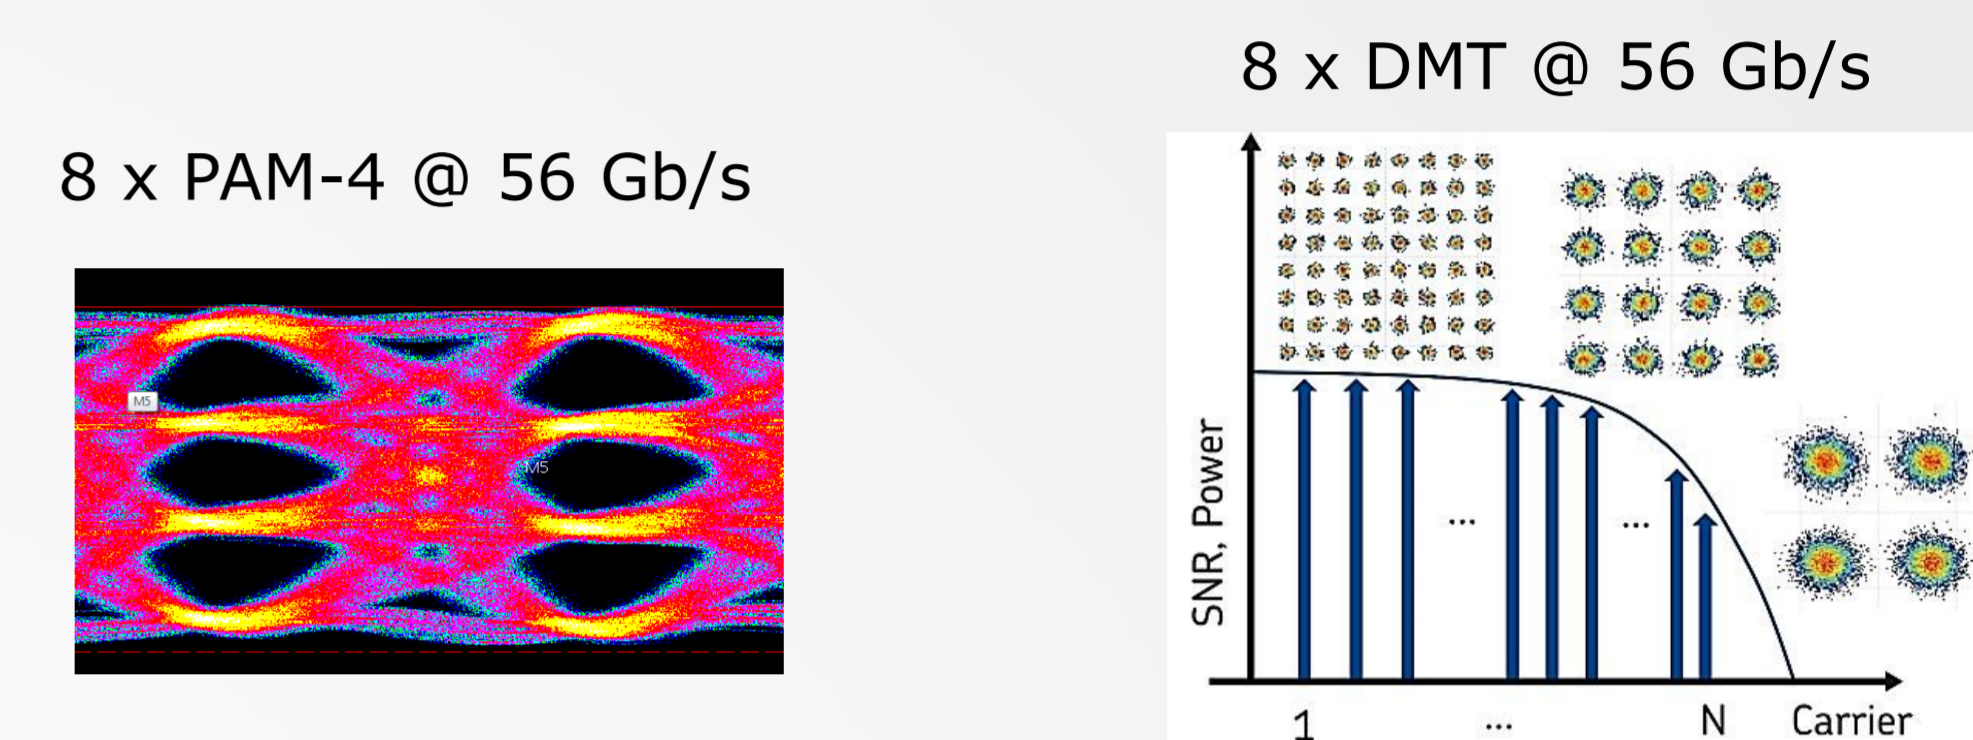 8 x PAM-4 @ 56 Gb/s
M5
M5
8 x DMT @ 56 Gb/s
SNR, Power
...
...
1
...
N
Carrier